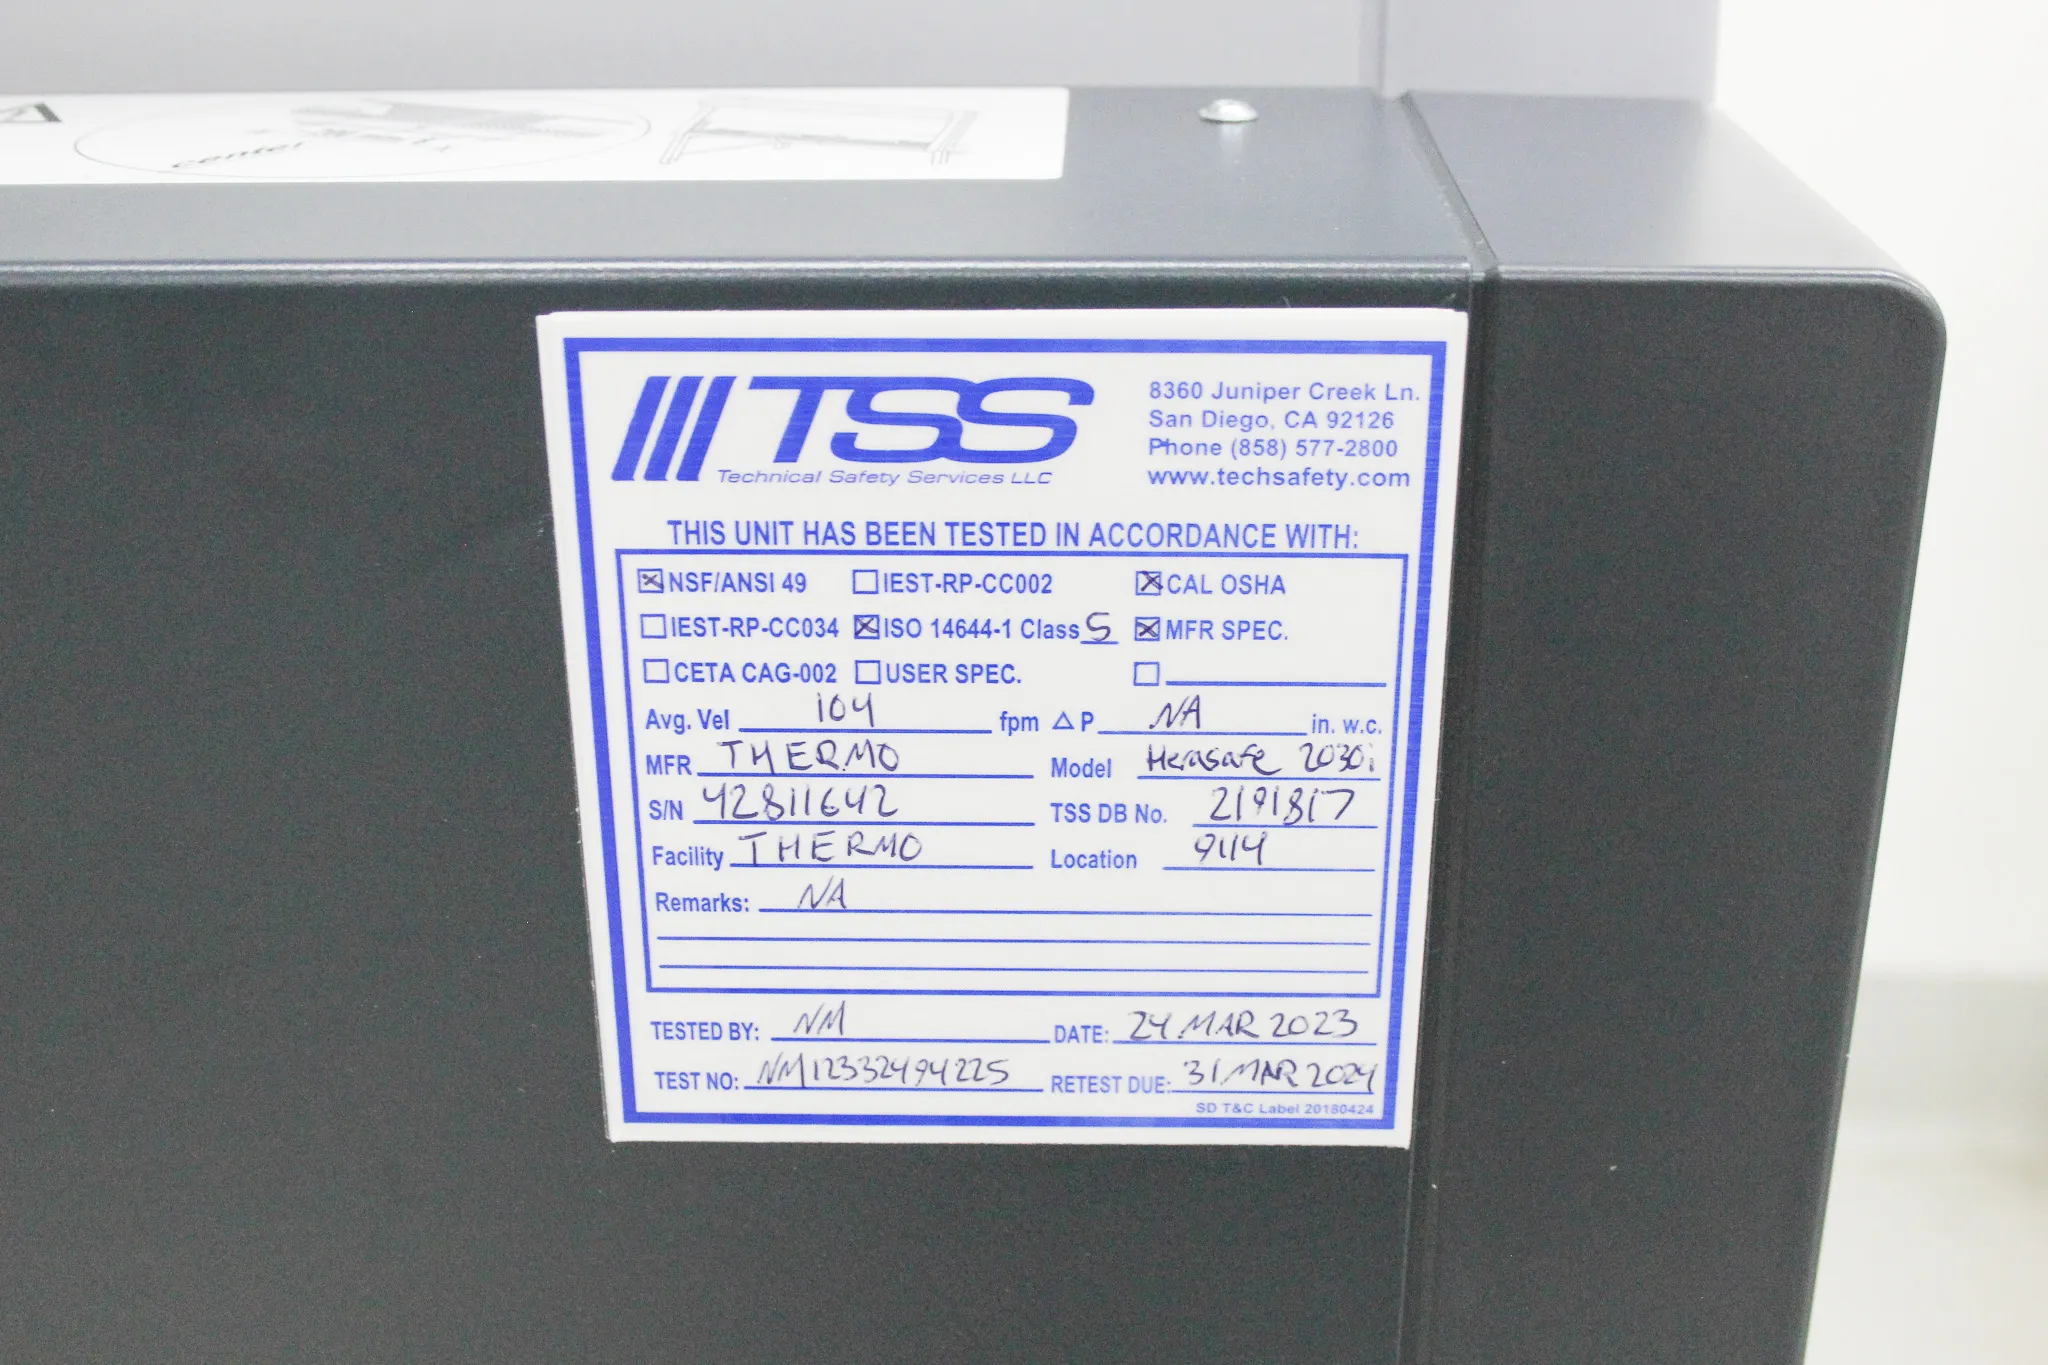 center
TSS
Technical Safety Services LLC
8360 Juniper Creek Ln.
San Diego, CA 92126
Phone (858) 577-2800
www.techsafety.com
THIS UNIT HAS BEEN TESTED IN ACCORDANCE WITH:
☒ NSF/ANSI 49 ☐ IEST-RP-CC002 ☒ CAL OSHA
☐ IEST-RP-CC034 ☒ ISO 14644-1 Class 5 ☒ MFR SPEC.
☐ CETA CAG-002 ☐ USER SPEC. ☐
Avg. Vel 104 fpm △ P NA in. w.c.
MFR THERMO Model Herasafe 2030i
S/N 42811642 TSS DB No. 2191817
Facility THERMO Location 9114
Remarks: NA
TESTED BY: NM DATE: 24 MAR 2023
TEST NO: NM12332494225 RETEST DUE: 31 MAR 2024
SD T&C Label 20180424